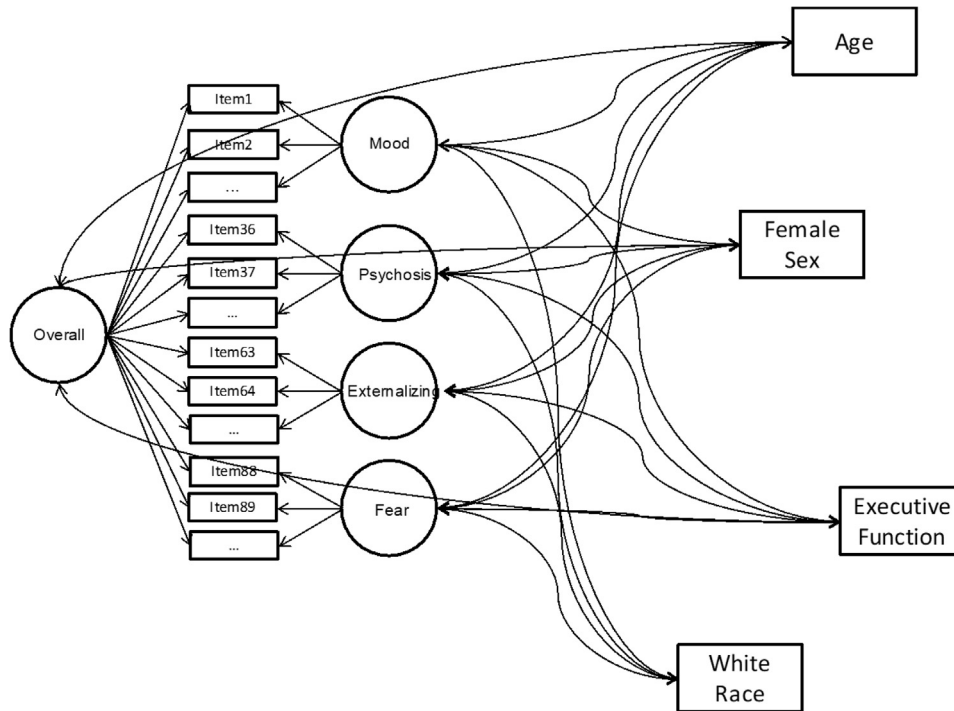 Age
Item1
Item2
...
Mood
Item36
Item37
...
Psychosis
Female
Sex
Overall
Item63
Item64
...
Externalizing
Item88
Item89
...
Fear
Executive
Function
White
Race